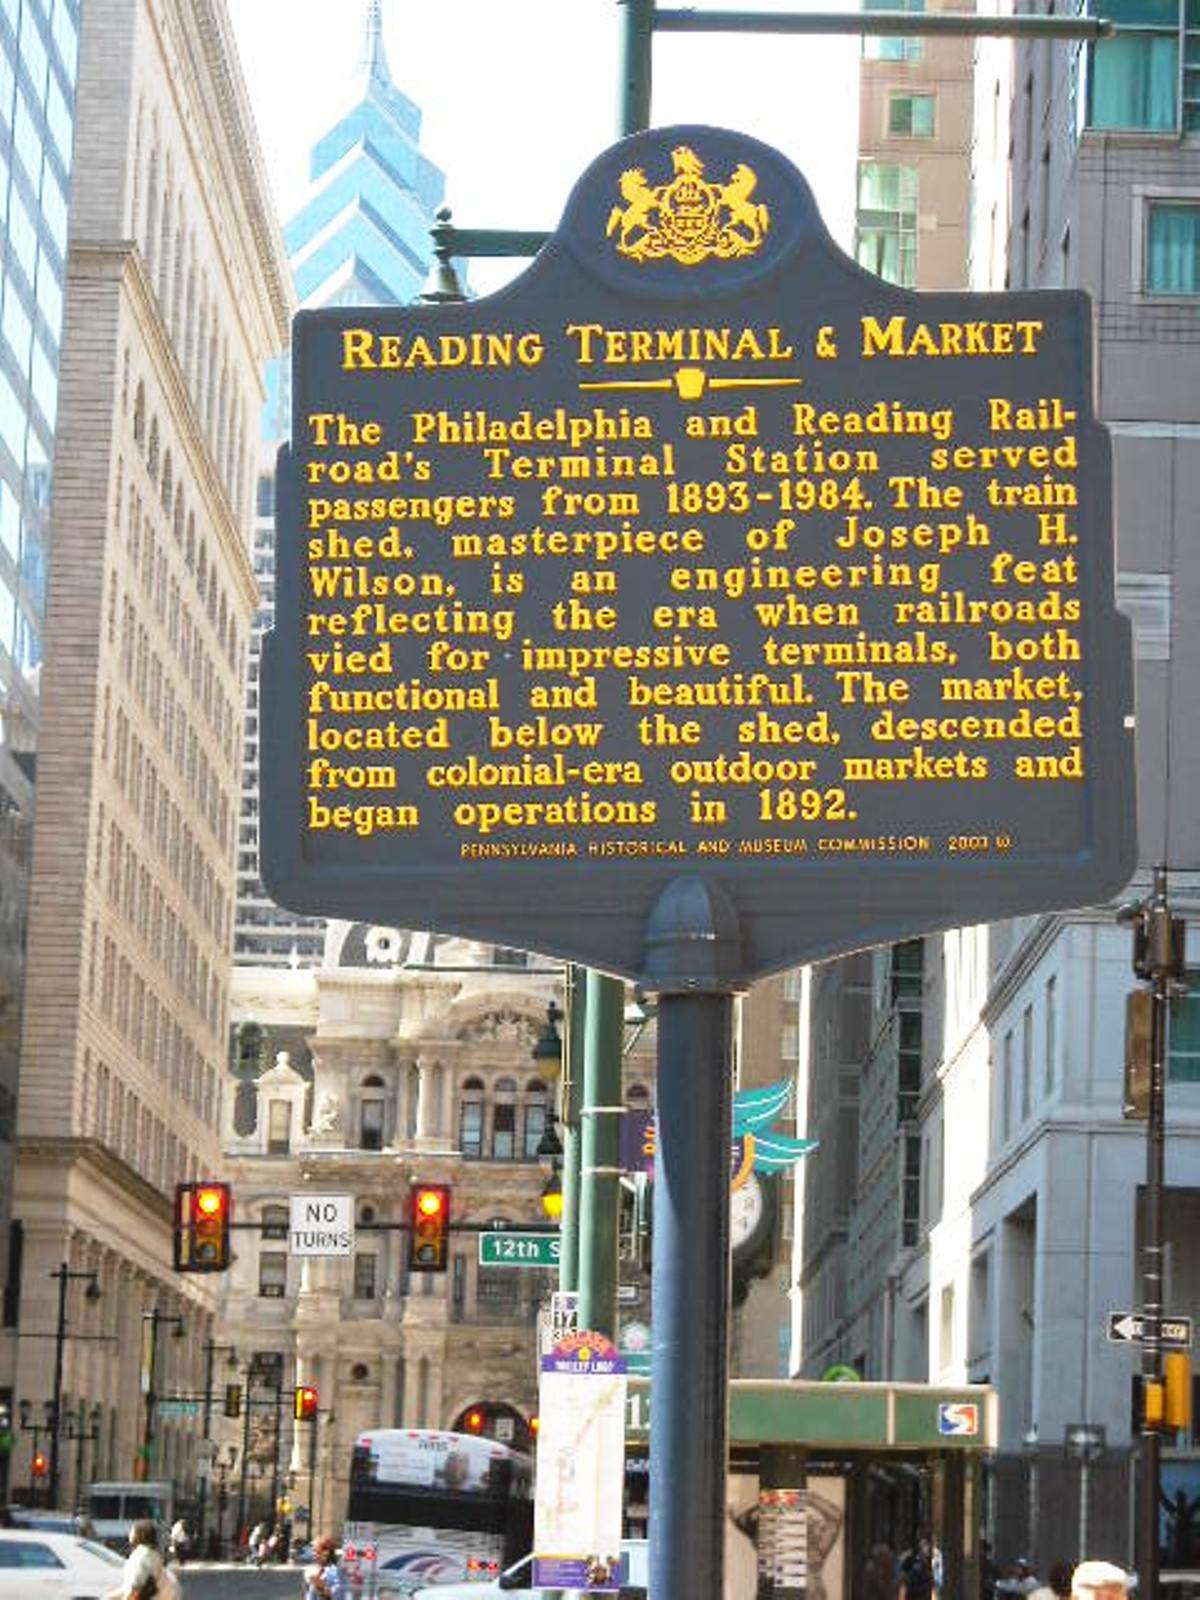 READING TERMINAL & MARKET
The Philadelphia and Reading Rail-
road's Terminal Station served
passengers from 1893-1984. The train
shed, masterpiece of Joseph H.
Wilson, is an engineering feat
reflecting the era when railroads
vied for impressive terminals, both
functional and beautiful. The market,
located below the shed, descended
from colonial-era outdoor markets and
began operations in 1892.
PENNSYLVANIA HISTORICAL AND MUSEUM COMMISSION 2003
NO
TURNS
12th S
17